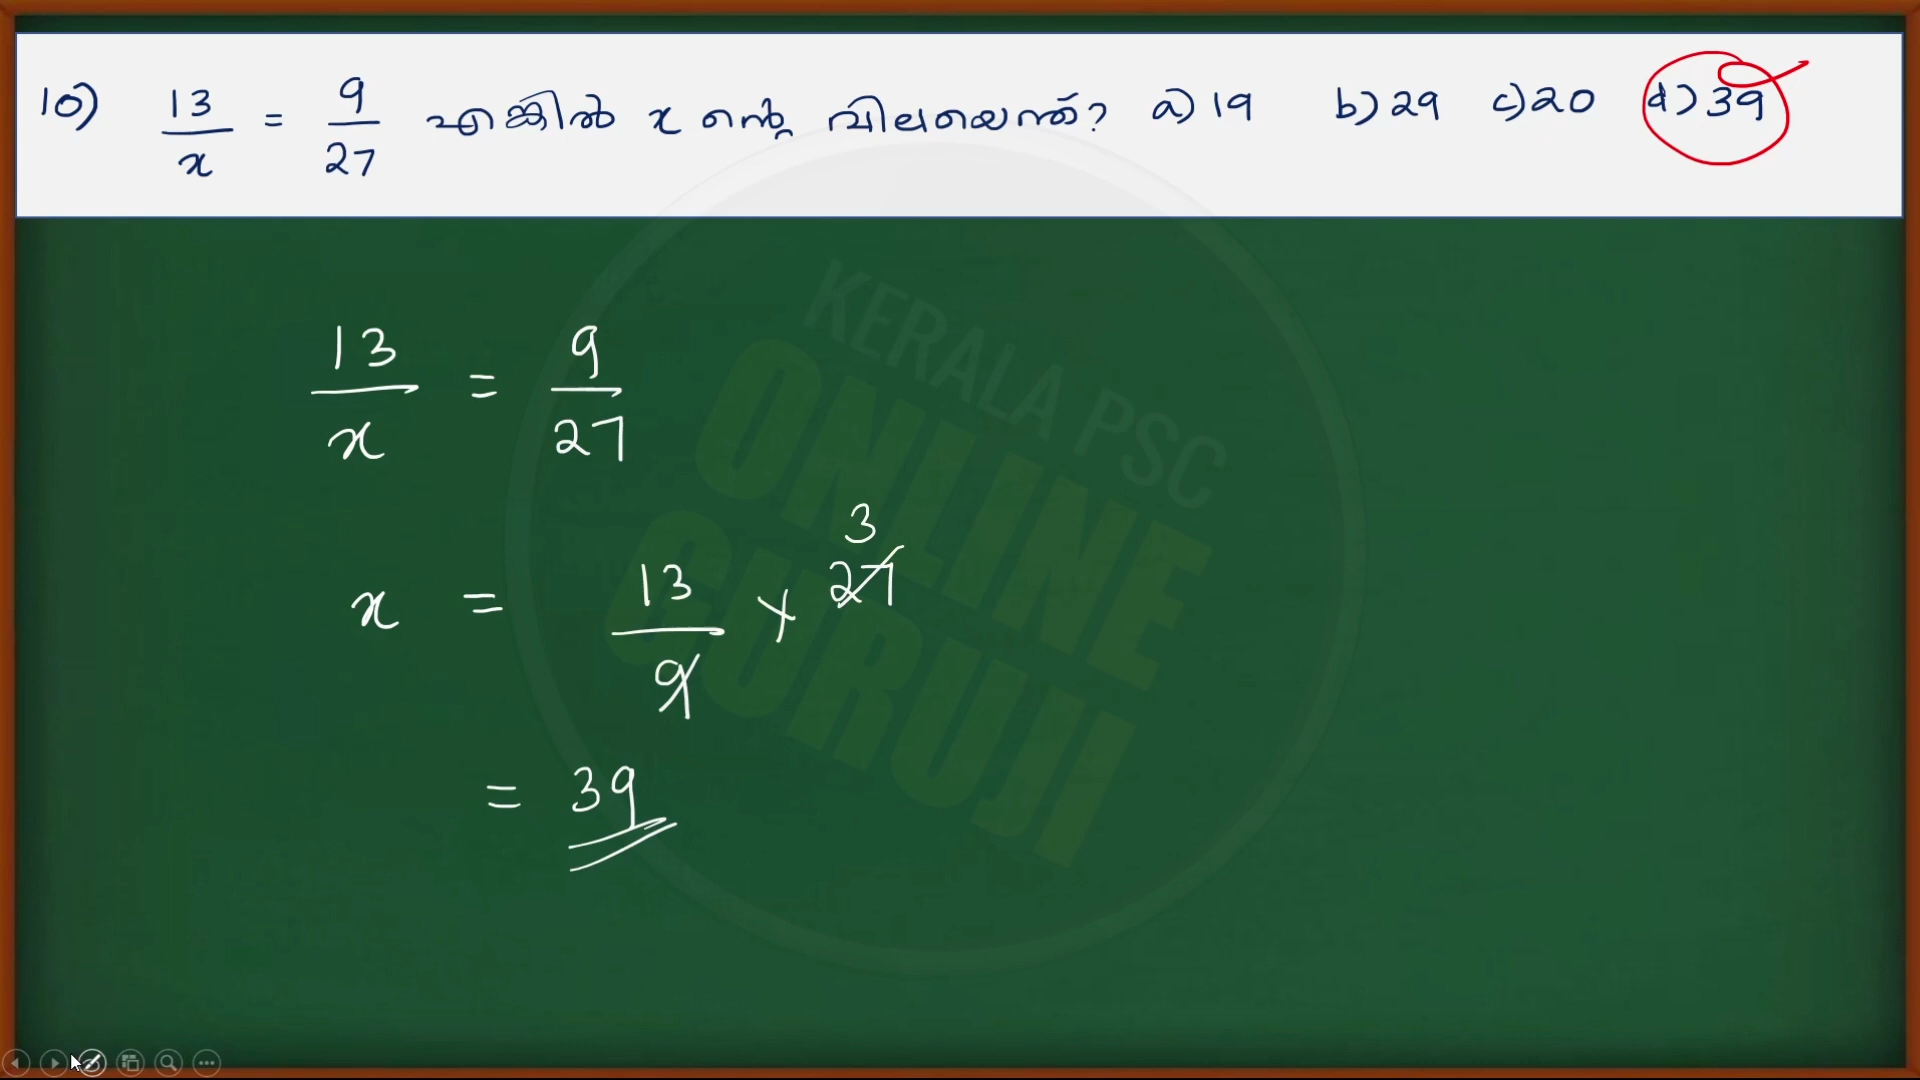 10) 13/x = 9/27 എങ്കിൽ x ന്റെ വിലയെന്ത്? a) 19 b) 29 c) 20 d) 39
KERALA PSC
ONLINE
GURUJI
13/x = 9/27
x = 13/9 × 27 3
= 39